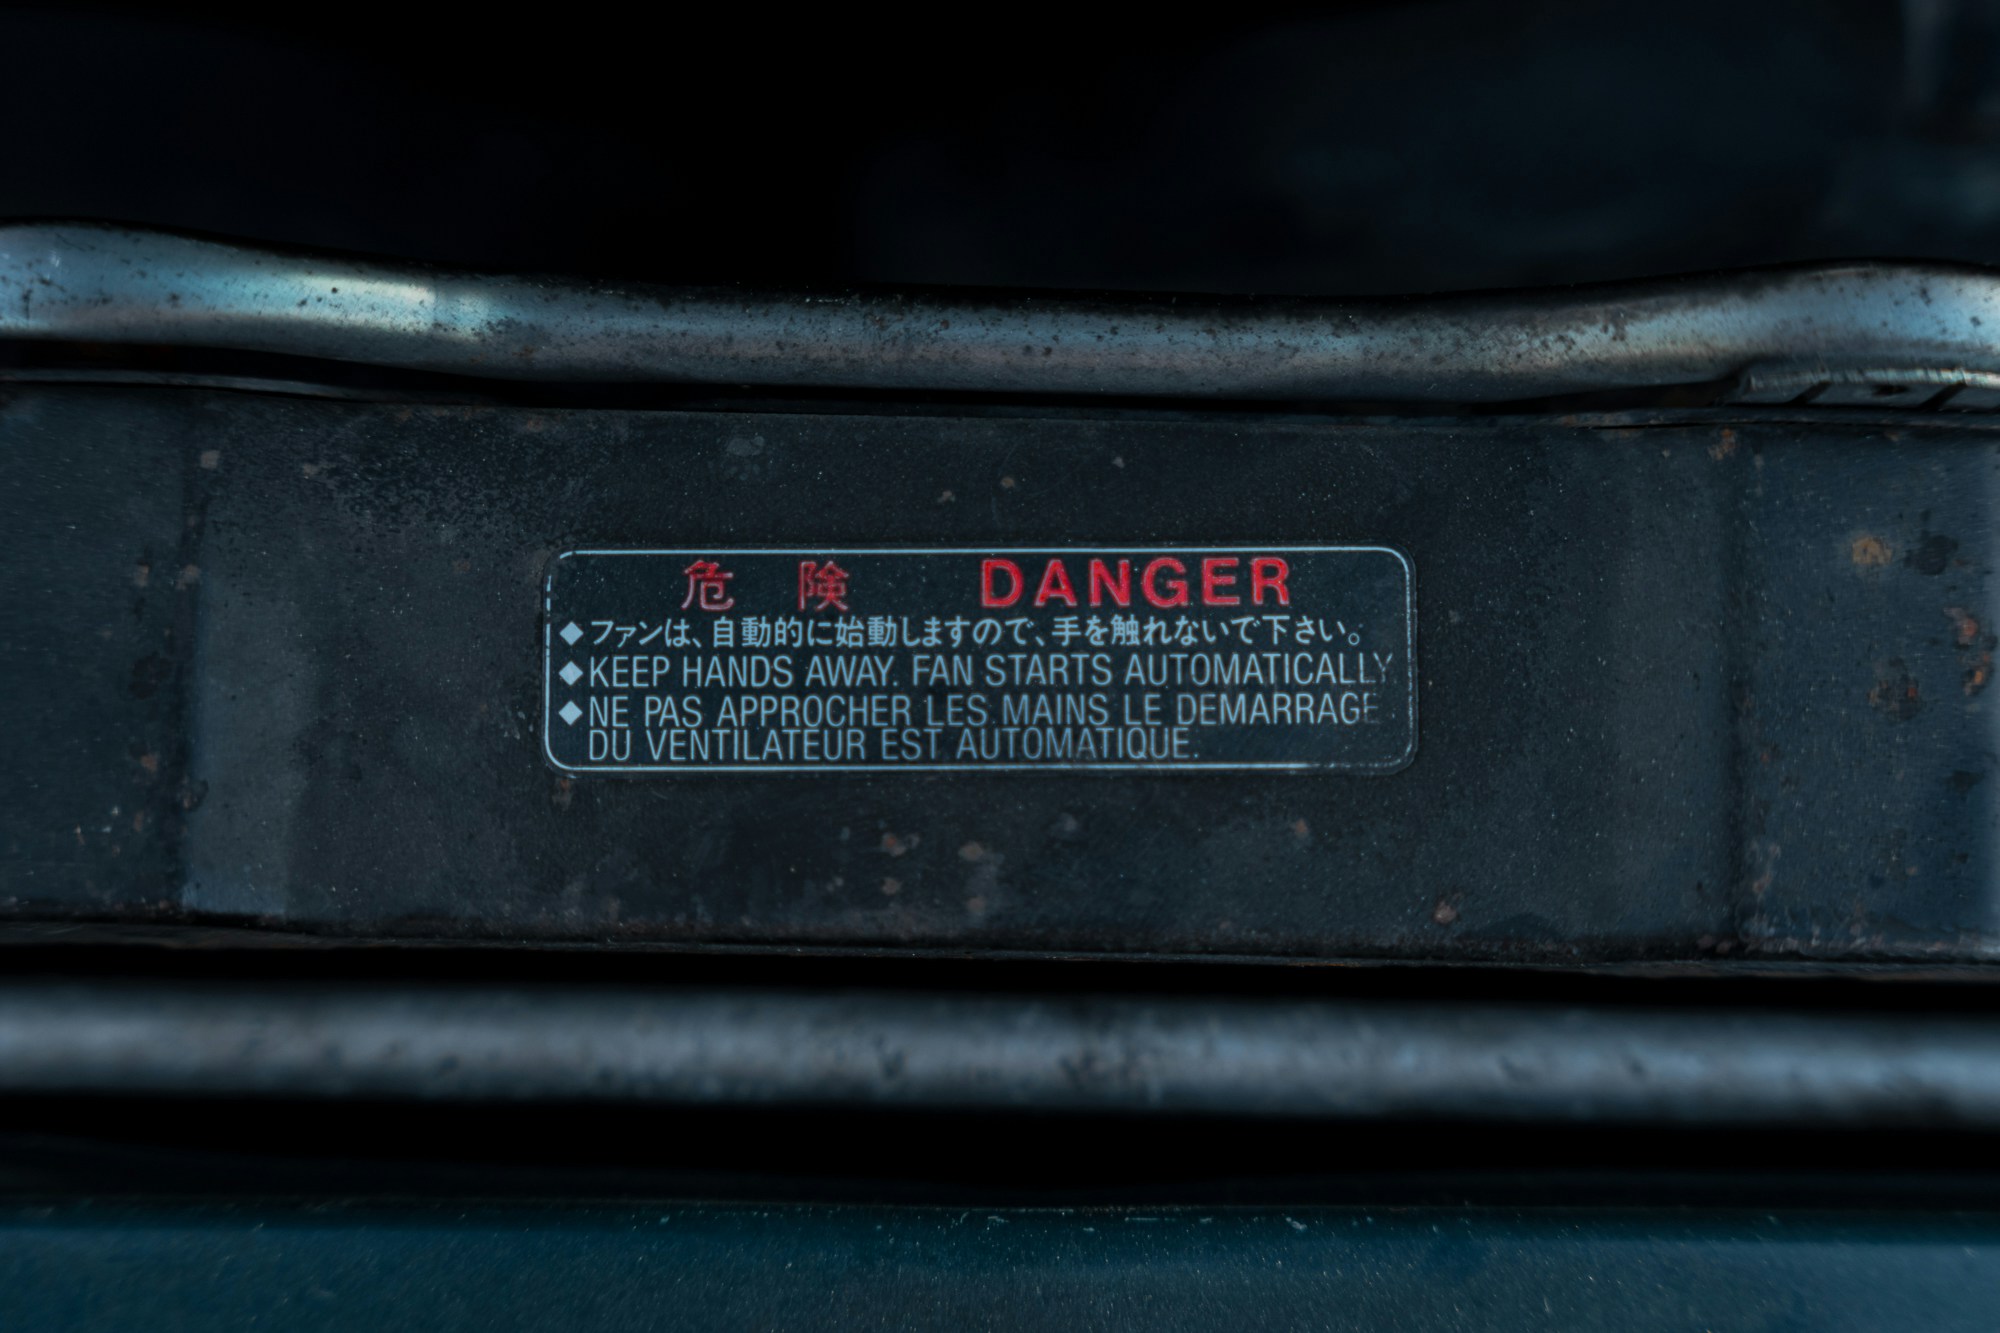 危険 DANGER
◆ファンは、自動的に始動しますので、手を触れないで下さい。
◆KEEP HANDS AWAY. FAN STARTS AUTOMATICALLY
◆NE PAS APPROCHER LES MAINS LE DEMARRAGE
DU VENTILATEUR EST AUTOMATIQUE.